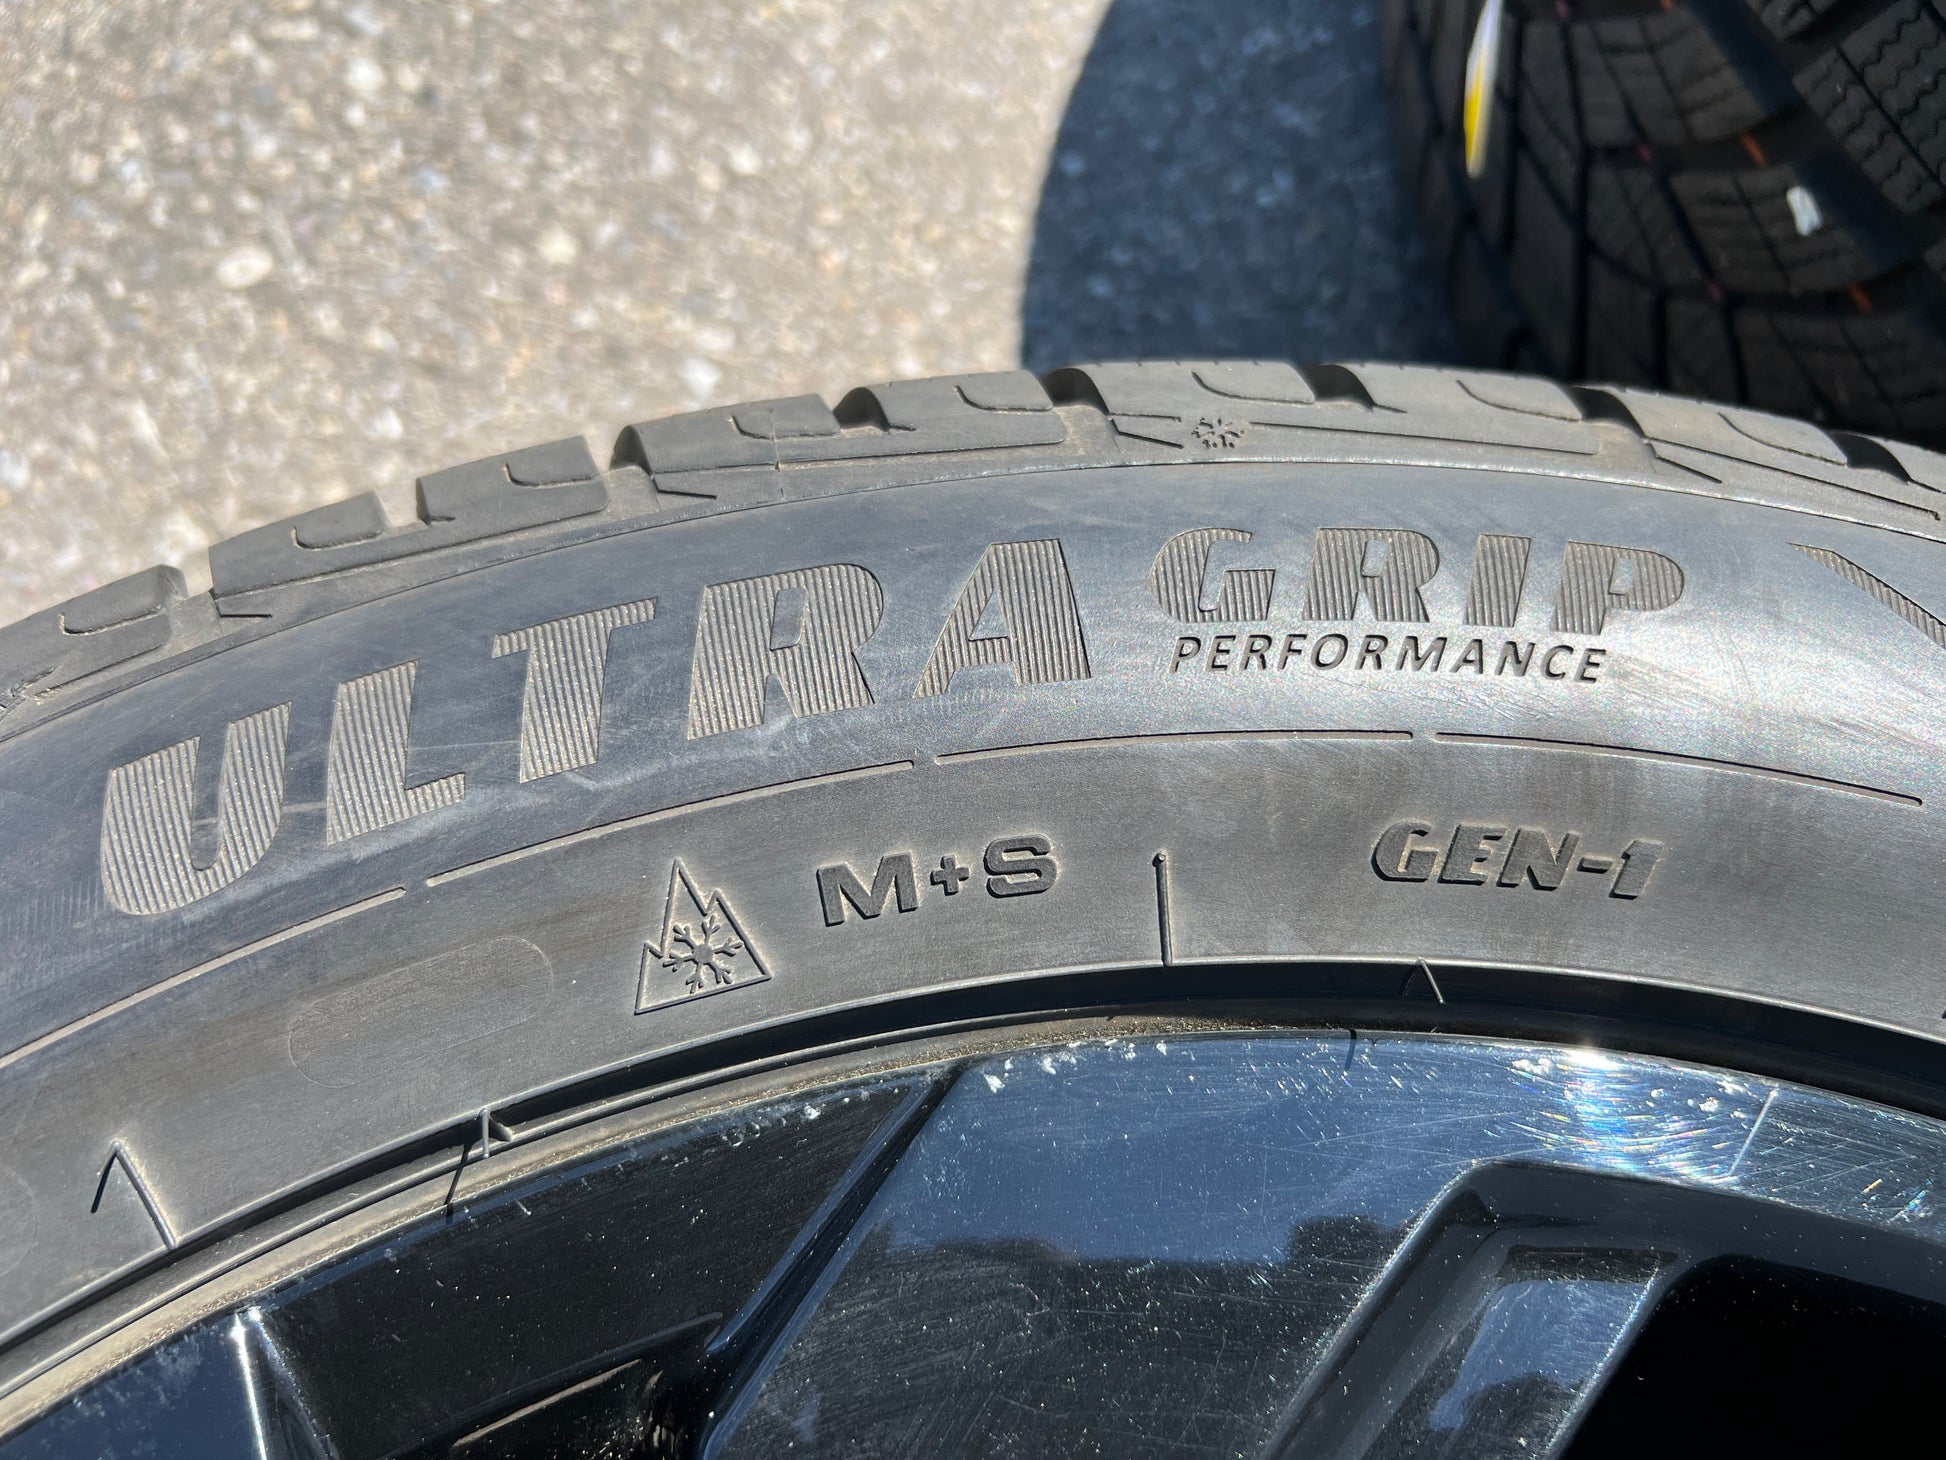 ULTRA GRIP
PERFORMANCE
M+S
GEN-1